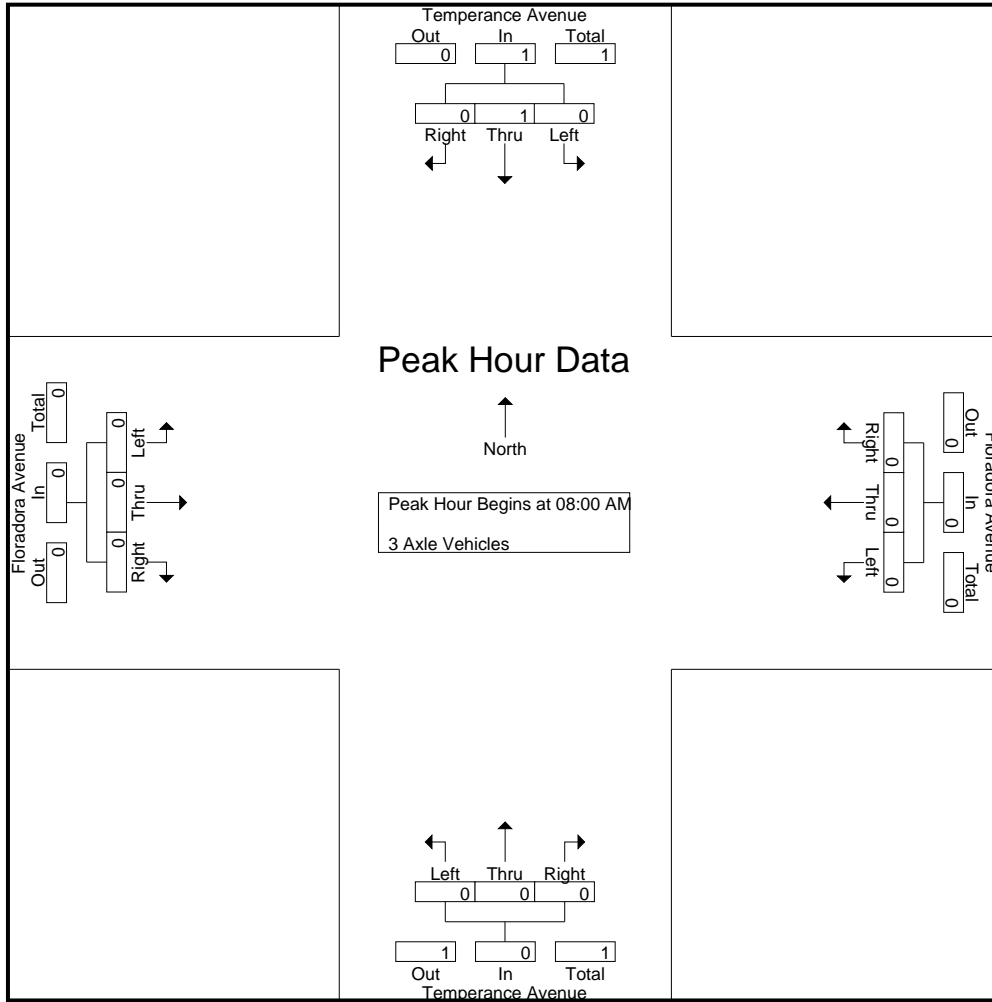 Temperance Avenue
Out In Total
0 1 1
0 1 0
Right Thru Left
Peak Hour Data
North
Peak Hour Begins at 08:00 AM
3 Axle Vehicles
Floradora Avenue
Total In Out
0 0 0
0 0 0
Left Thru Right
Floradora Avenue
Out In Total
0 0 0
0 0 0
Right Thru Left
Left Thru Right
0 0 0
1 0 1
Out In Total
Temperance Avenue